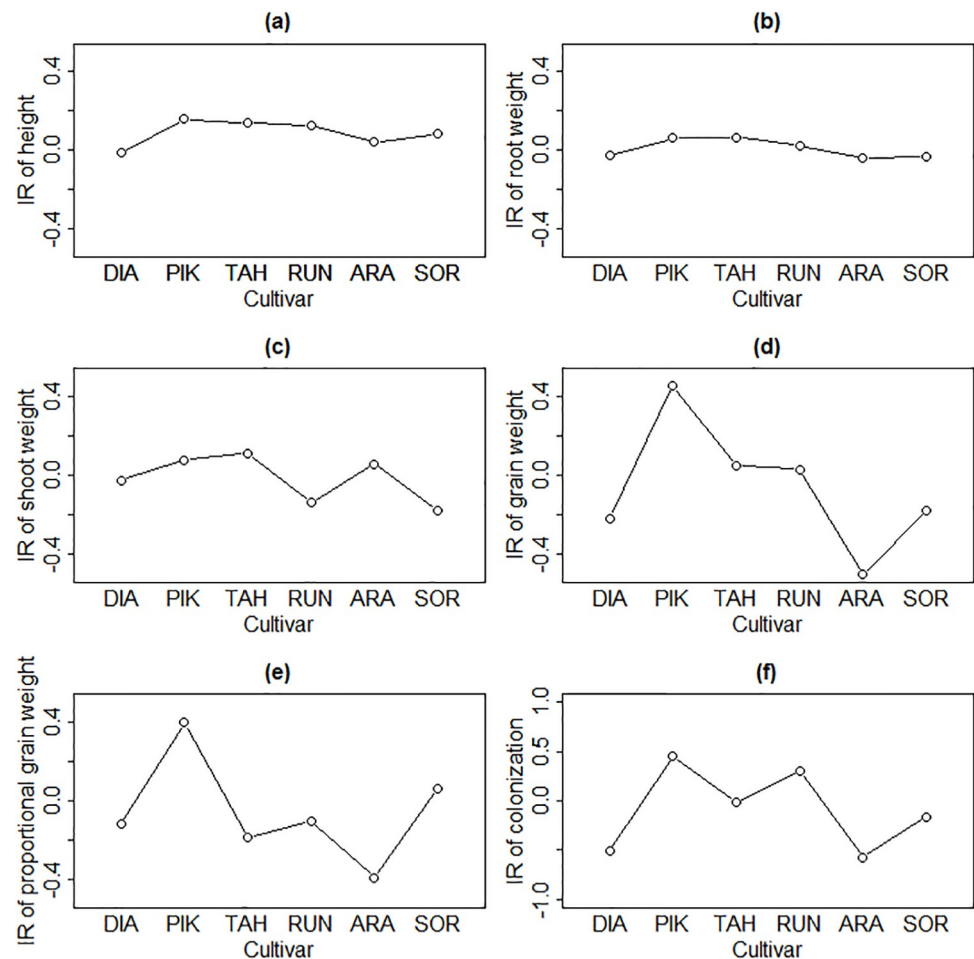 (a)
IR of height
0.4
0.0
-0.4
DIA PIK TAH RUN ARA SOR
Cultivar
(b)
IR of root weight
0.4
0.0
-0.4
DIA PIK TAH RUN ARA SOR
Cultivar
(c)
IR of shoot weight
0.4
0.0
-0.4
DIA PIK TAH RUN ARA SOR
Cultivar
(d)
IR of grain weight
0.4
0.0
-0.4
DIA PIK TAH RUN ARA SOR
Cultivar
(e)
IR of proportional grain weight
0.4
0.0
-0.4
DIA PIK TAH RUN ARA SOR
Cultivar
(f)
IR of colonization
1.0
0.5
0.0
-1.0
DIA PIK TAH RUN ARA SOR
Cultivar